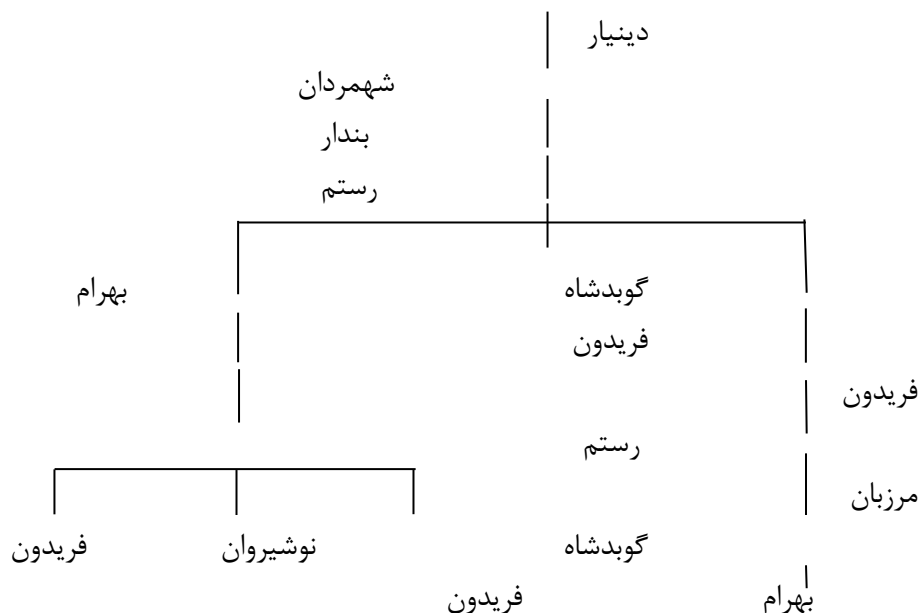 دینیار
شهمردان
بندار
رستم
گوبدشاه بهرام
فریدون
فریدون
رستم
مرزبان
گوبدشاه نوشیروان فریدون
بهرام فریدون